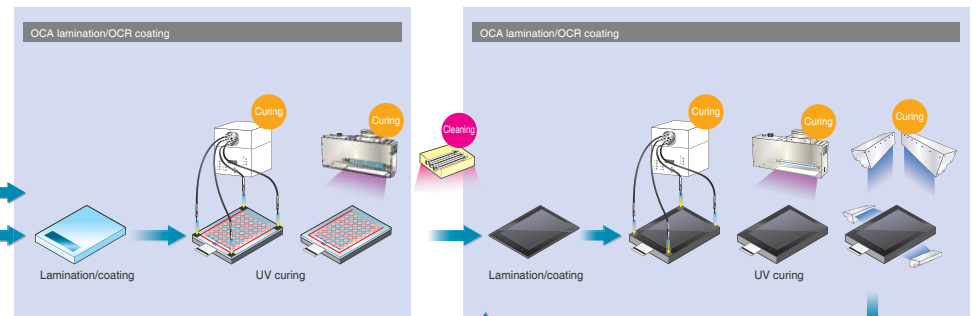 OCA lamination/OCR coating
Curing
Curing
Lamination/coating
UV curing
Cleaning
OCA lamination/OCR coating
Curing
Curing
Curing
Lamination/coating
UV curing